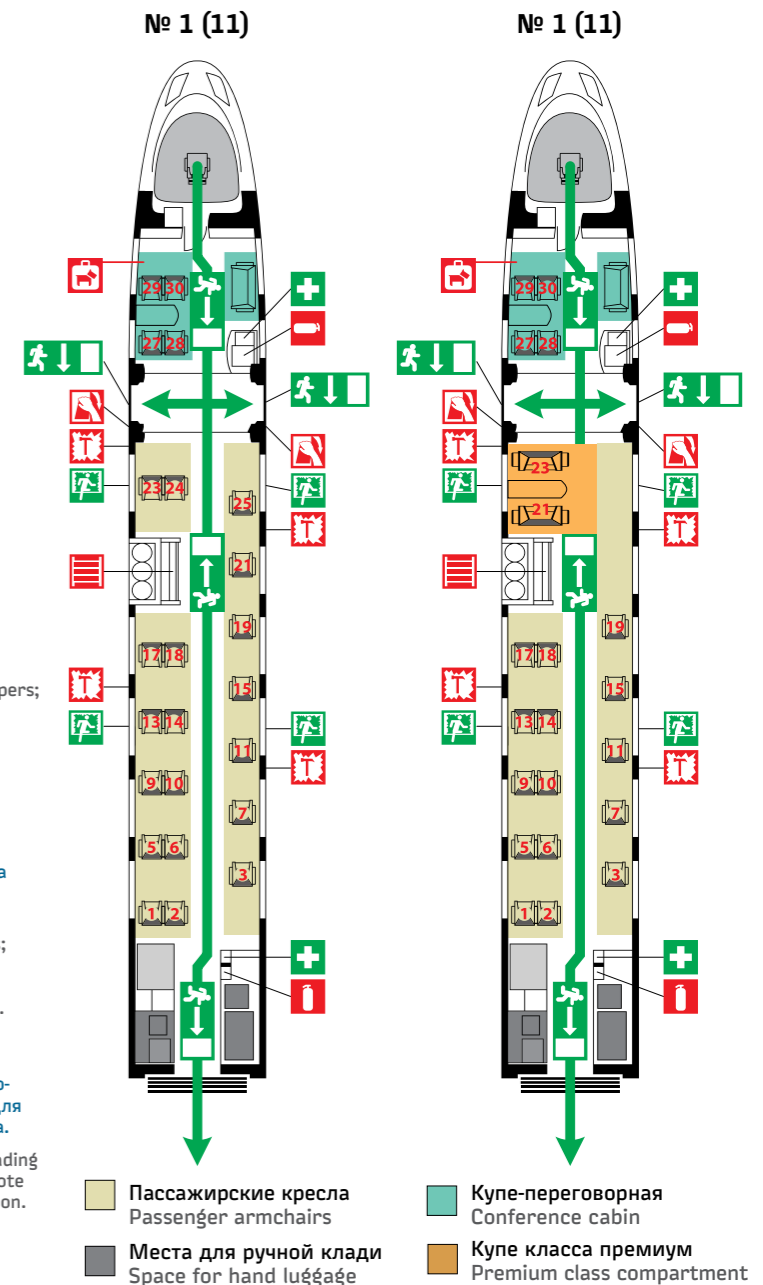 № 1 (11) № 1 (11)
29 30 29 30
27 28 27 28
T T
23 24 23
25
21
T T
21
19 19
17 18 17 18
T T
pers;
15 15
13 14 13 14
11 11
T T
9 10 9 10
7 7
5 6 5 6
3 3
а
1 2 1 2
;
.
о-
для
а.
ding
ote
on.
Пассажирские кресла
Passenger armchairs
Места для ручной клади
Space for hand luggage
Купе-переговорная
Conference cabin
Купе класса премиум
Premium class compartment